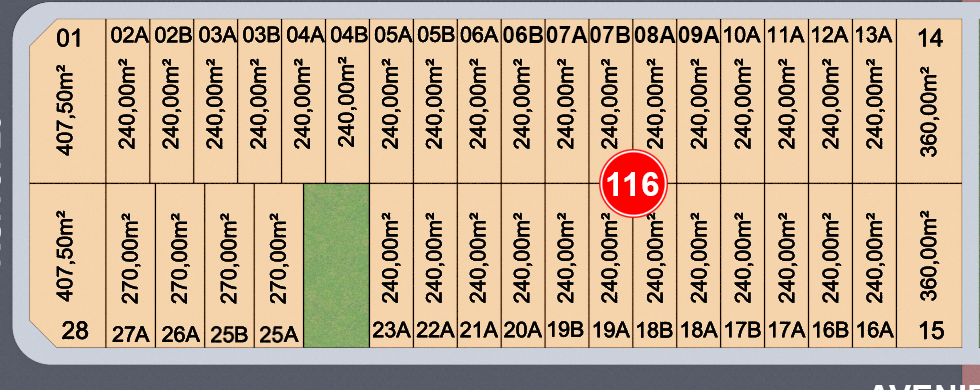 01 02A 02B 03A 03B 04A 04B 05A 05B 06A 06B 07A 07B 08A 09A 10A 11A 12A 13A 14
407,50m² 240,00m² 240,00m² 240,00m² 240,00m² 240,00m² 240,00m² 240,00m² 240,00m² 240,00m² 240,00m² 240,00m² 240,00m² 240,00m² 240,00m² 240,00m² 240,00m² 240,00m² 240,00m² 360,00m²
116
407,50m² 270,00m² 270,00m² 270,00m² 270,00m² 240,00m² 240,00m² 240,00m² 240,00m² 240,00m² 240,00m² 240,00m² 240,00m² 240,00m² 240,00m² 240,00m² 240,00m² 360,00m²
28 27A 26A 25B 25A 23A 22A 21A 20A 19B 19A 18B 18A 17B 17A 16B 16A 15